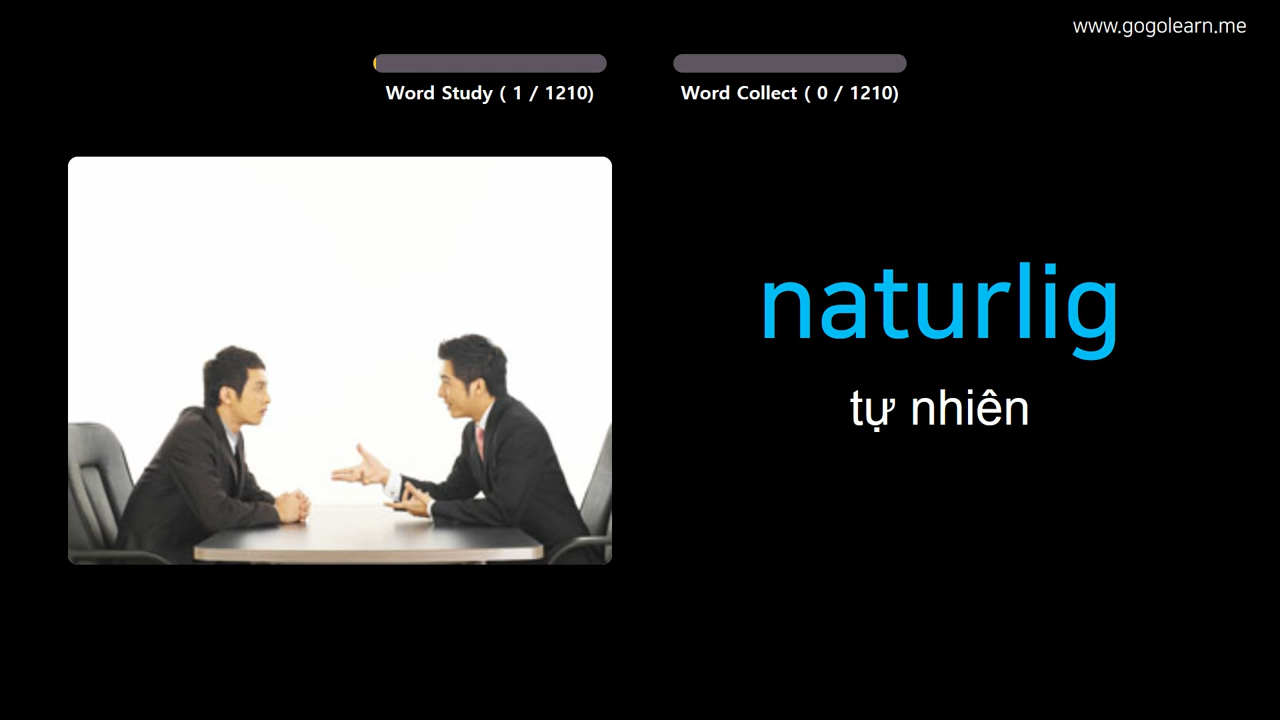 www.gogolearn.me
Word Study ( 1 / 1210)
Word Collect ( 0 / 1210)
naturlig
tự nhiên